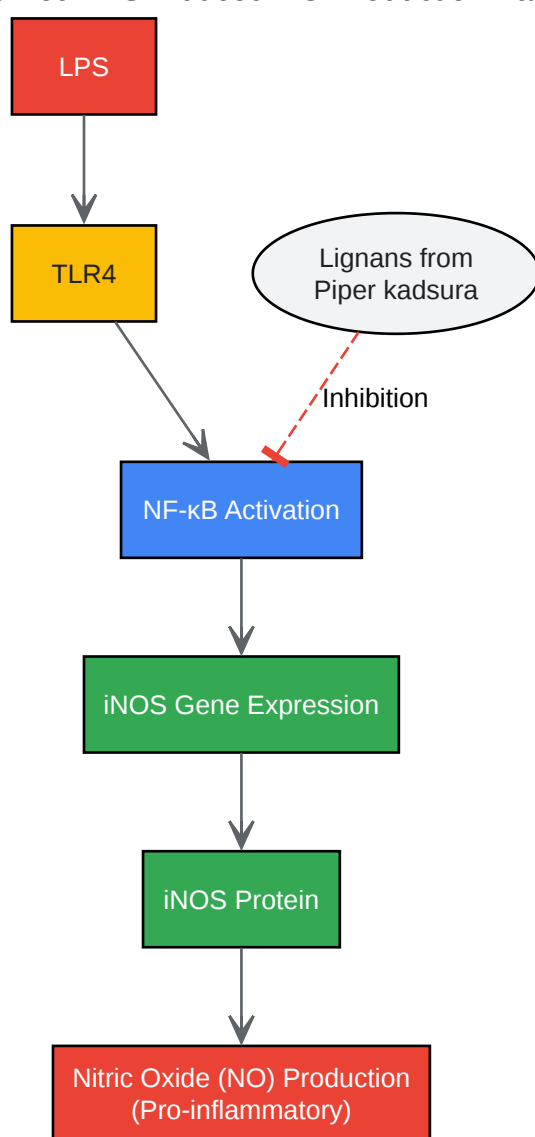 LPS
TLR4
Lignans from
Piper kadsura
Inhibition
NF-κB Activation
iNOS Gene Expression
iNOS Protein
Nitric Oxide (NO) Production
(Pro-inflammatory)